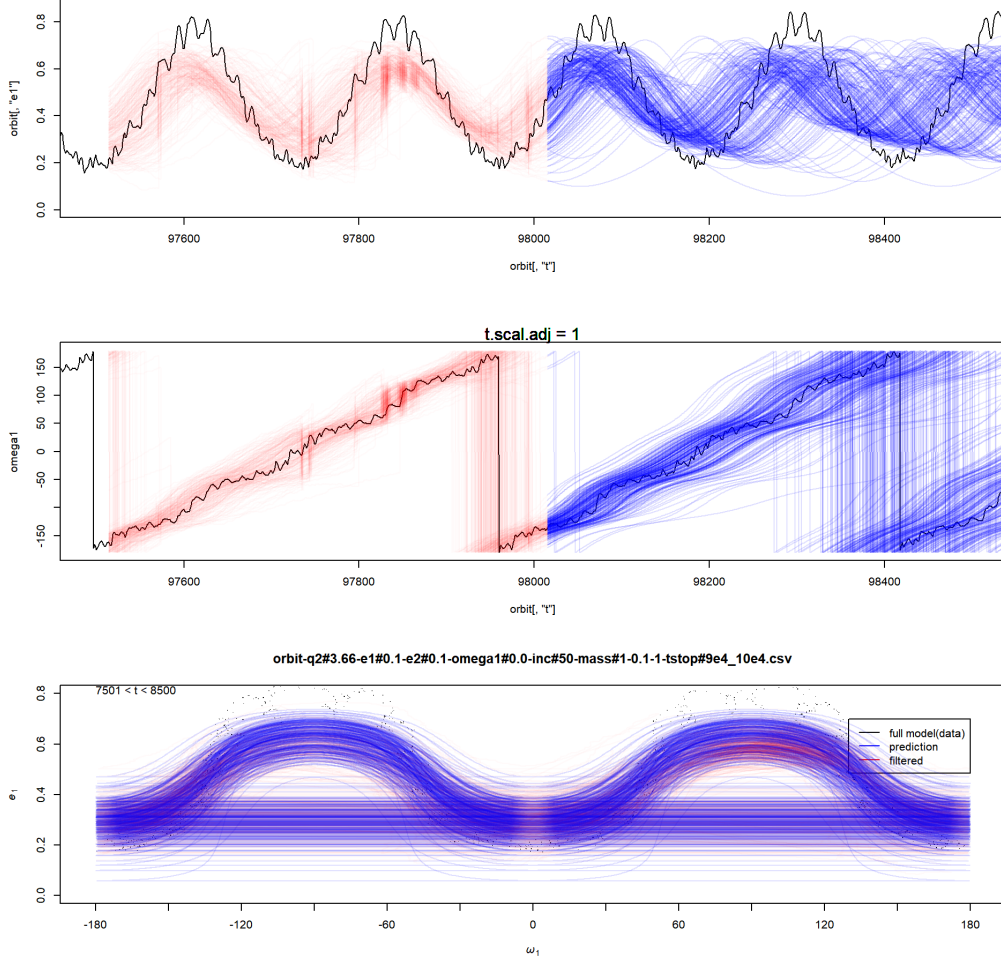 0.0 0.2 0.4 0.6 0.8
orbit[, "e1"]
97600 97800 98000 98200 98400
orbit[, "t"]
t.scal.adj = 1
-150 -50 0 50 100 150
omega1
97600 97800 98000 98200 98400
orbit[, "t"]
orbit-q2#3.66-e1#0.1-e2#0.1-omega1#0.0-inc#50-mass#1-0.1-1-tstop#9e4_10e4.csv
7501 < t < 8500
0.0 0.2 0.4 0.6 0.8
e 1
full model(data)
prediction
filtered
-180 -120 -60 0 60 120 180
ω 1